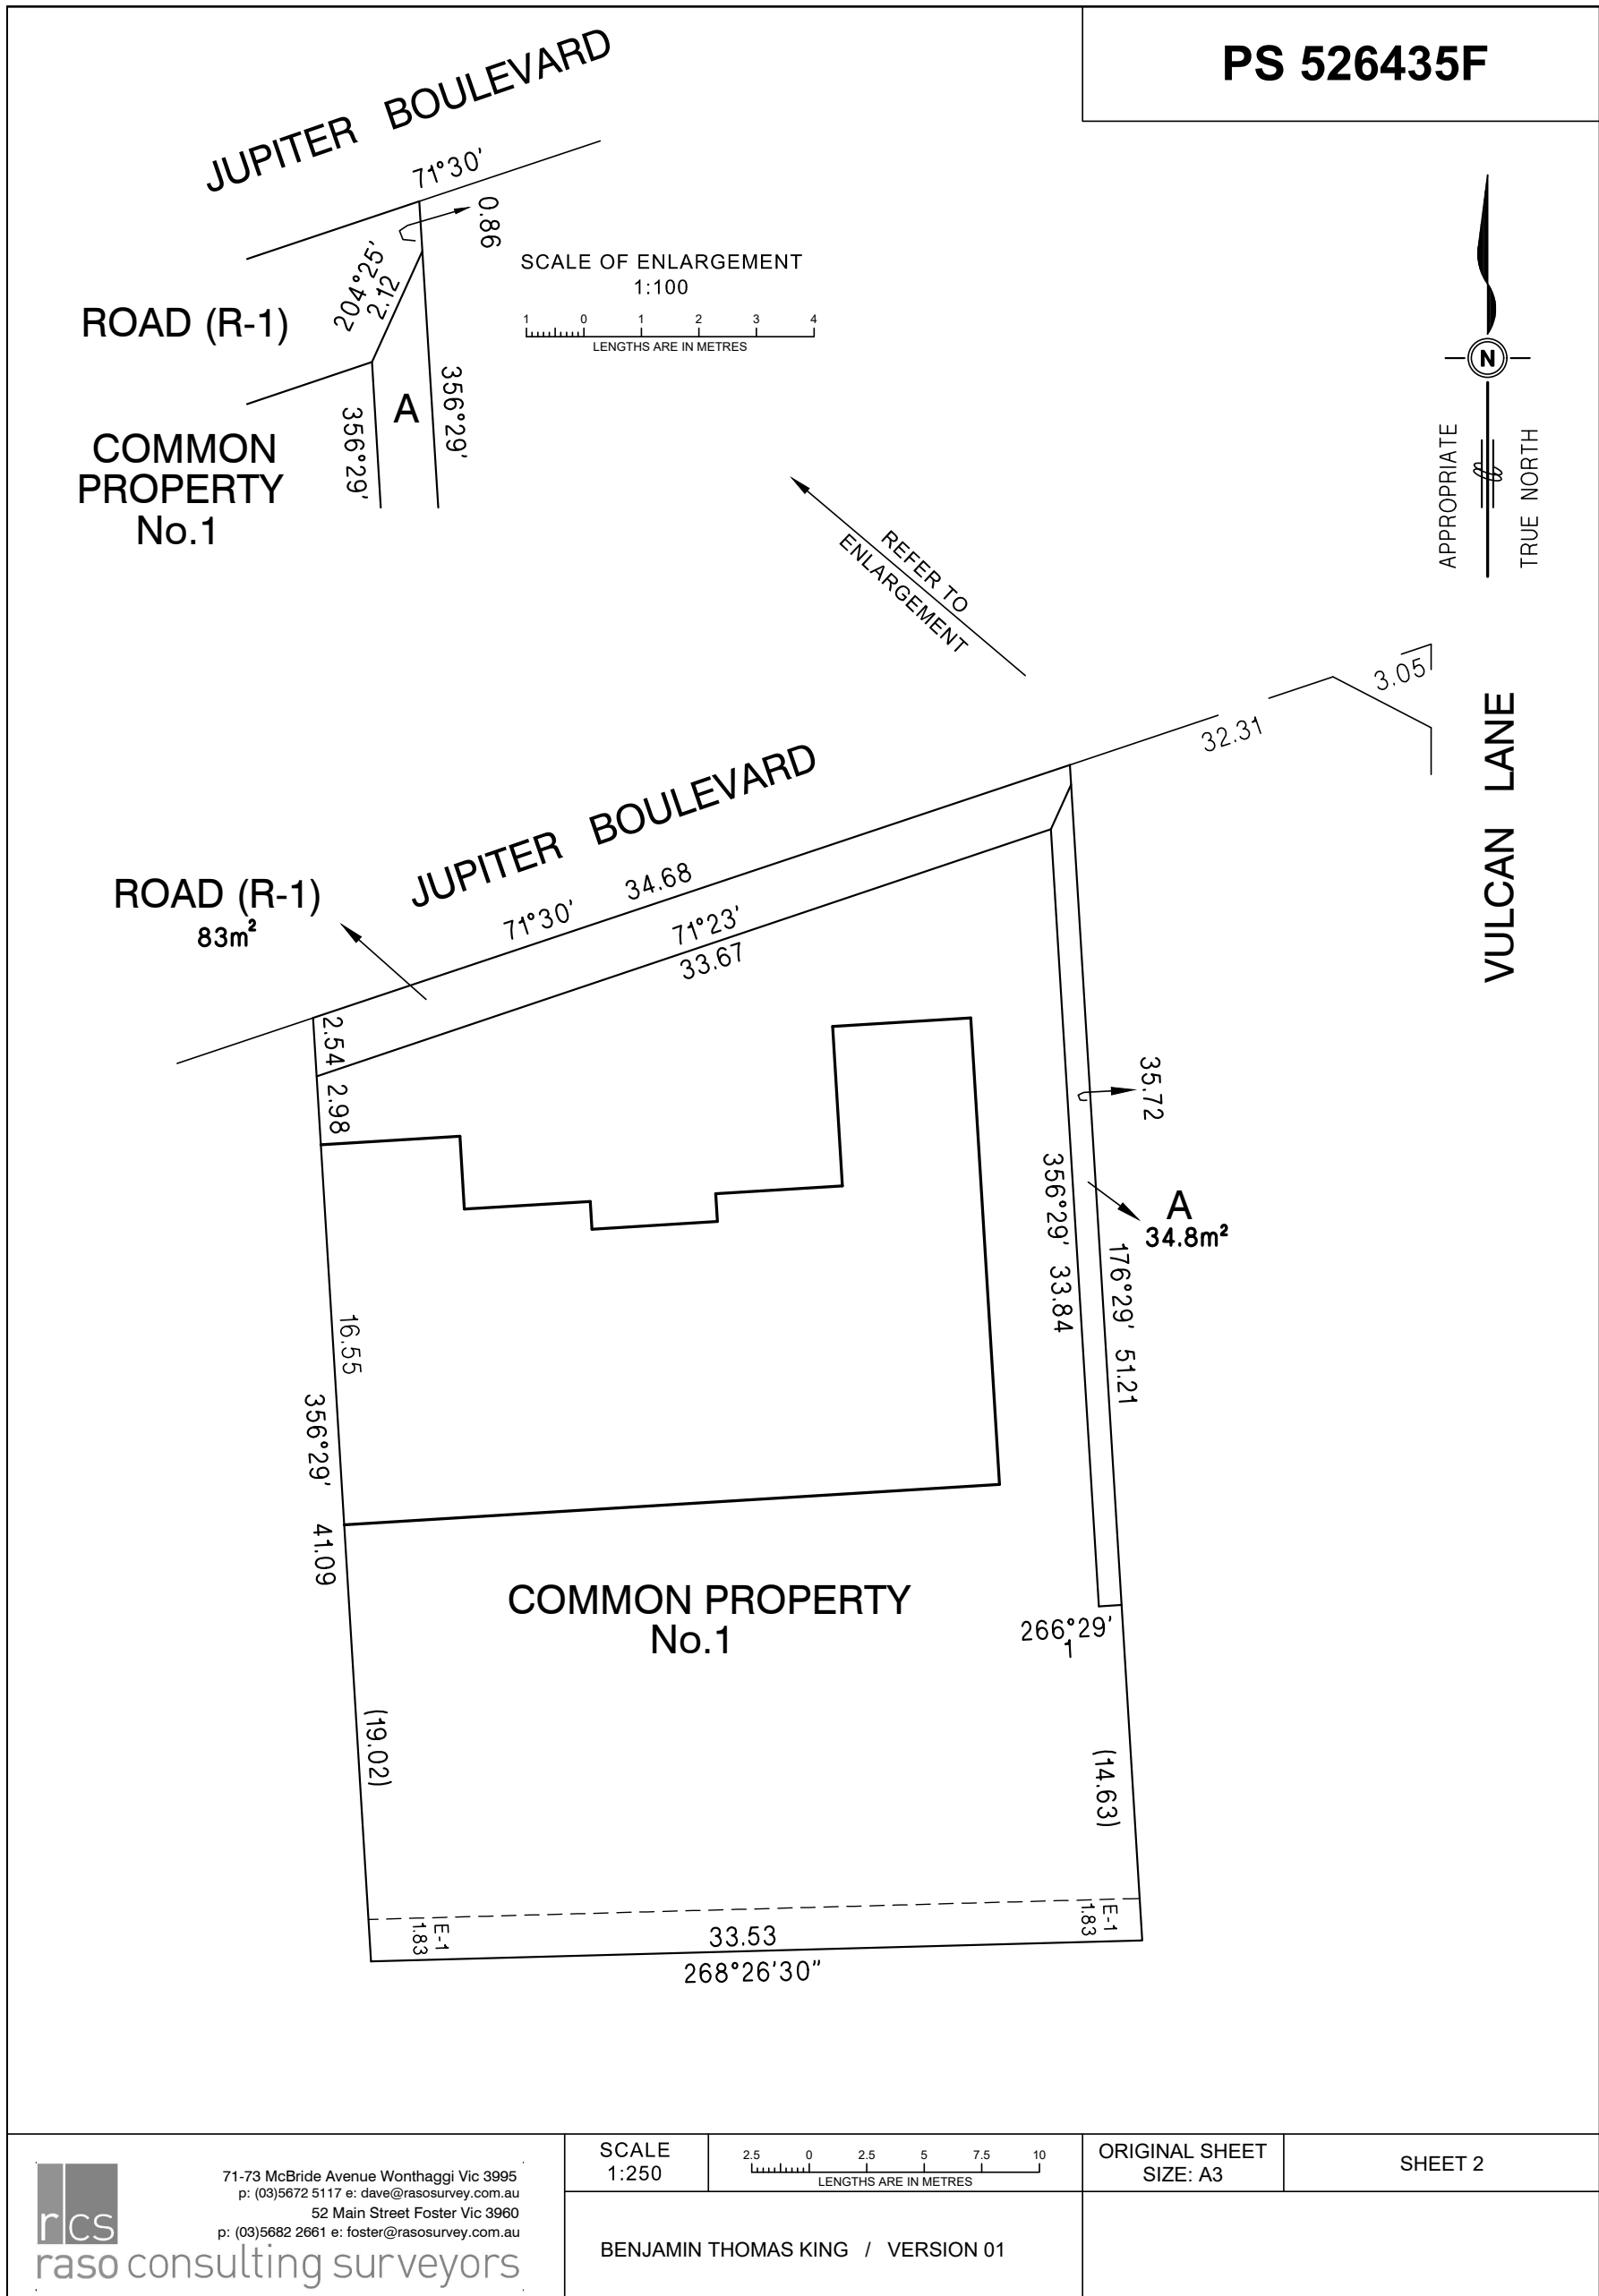 PS 526435F
JUPITER BOULEVARD
71°30'
0.86
204°25'
2.12
SCALE OF ENLARGEMENT
1:100
1 0 1 2 3 4
LENGTHS ARE IN METRES
ROAD (R-1)
356°29'
A
356°29'
COMMON
PROPERTY
No.1
N
APPROPRIATE
TRUE NORTH
REFER TO
ENLARGEMENT
3.05
32.31
VULCAN LANE
JUPITER BOULEVARD
34.68
71°30'
ROAD (R-1)
83m²
71°23'
33.67
2.54
2.98
35.72
356°29' 33.84
A
34.8m²
176°29' 51.21
16.55
356°29' 41.09
COMMON PROPERTY
No.1
266°29'
1
(19.02)
(14.63)
E-1
1.83
E-1
1.83
33.53
268°26'30"
71-73 McBride Avenue Wonthaggi Vic 3995
p: (03)5672 5117 e: dave@rasosurvey.com.au
52 Main Street Foster Vic 3960
p: (03)5682 2661 e: foster@rasosurvey.com.au
rcs
raso consulting surveyors
SCALE
1:250
2.5 0 2.5 5 7.5 10
LENGTHS ARE IN METRES
ORIGINAL SHEET
SIZE: A3
SHEET 2
BENJAMIN THOMAS KING / VERSION 01